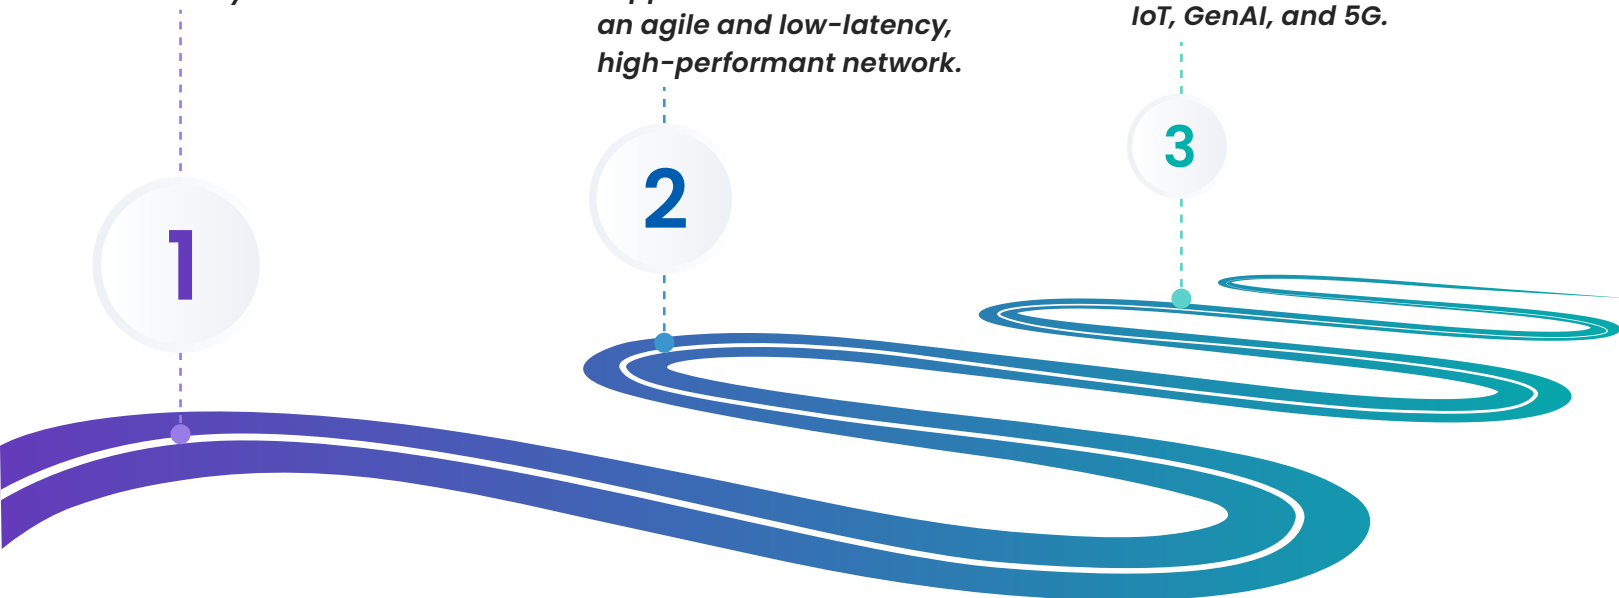 an agile and low-latency,
high-performant network.
IoT, GenAI, and 5G.
1
2
3